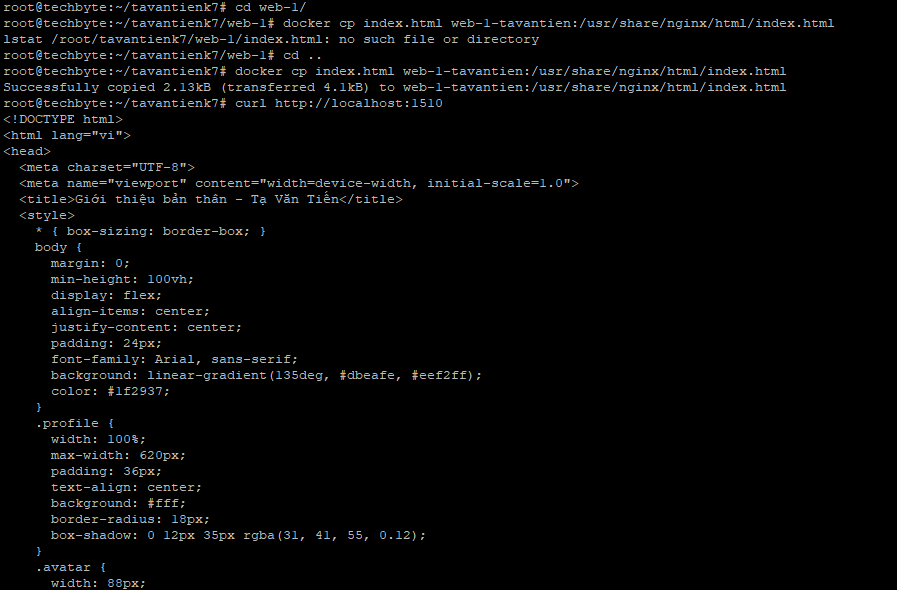 root@techbyte:~/tavantienk7# cd web-1/
root@techbyte:~/tavantienk7/web-1# docker cp index.html web-1-tavantien:/usr/share/nginx/html/index.html
lstat /root/tavantienk7/web-1/index.html: no such file or directory
root@techbyte:~/tavantienk7/web-1# cd ..
root@techbyte:~/tavantienk7# docker cp index.html web-1-tavantien:/usr/share/nginx/html/index.html
Successfully copied 2.13kB (transferred 4.1kB) to web-1-tavantien:/usr/share/nginx/html/index.html
root@techbyte:~/tavantienk7# curl http://localhost:1510
<!DOCTYPE html>
<html lang="vi">
<head>
  <meta charset="UTF-8">
  <meta name="viewport" content="width=device-width, initial-scale=1.0">
  <title>Giới thiệu bản thân – Tạ Văn Tiến</title>
  <style>
    * { box-sizing: border-box; }
    body {
      margin: 0;
      min-height: 100vh;
      display: flex;
      align-items: center;
      justify-content: center;
      padding: 24px;
      font-family: Arial, sans-serif;
      background: linear-gradient(135deg, #dbeafe, #eef2ff);
      color: #1f2937;
    }
    .profile {
      width: 100%;
      max-width: 620px;
      padding: 36px;
      text-align: center;
      background: #fff;
      border-radius: 18px;
      box-shadow: 0 12px 35px rgba(31, 41, 55, 0.12);
    }
    .avatar {
      width: 88px;